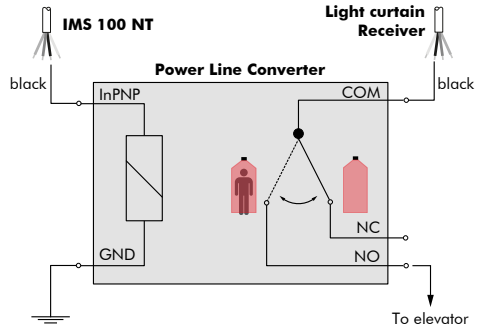 IMS 100 NT
Light curtain
Receiver
black
Power Line Converter
black
InPNP
COM
NC
GND
NO
To elevator